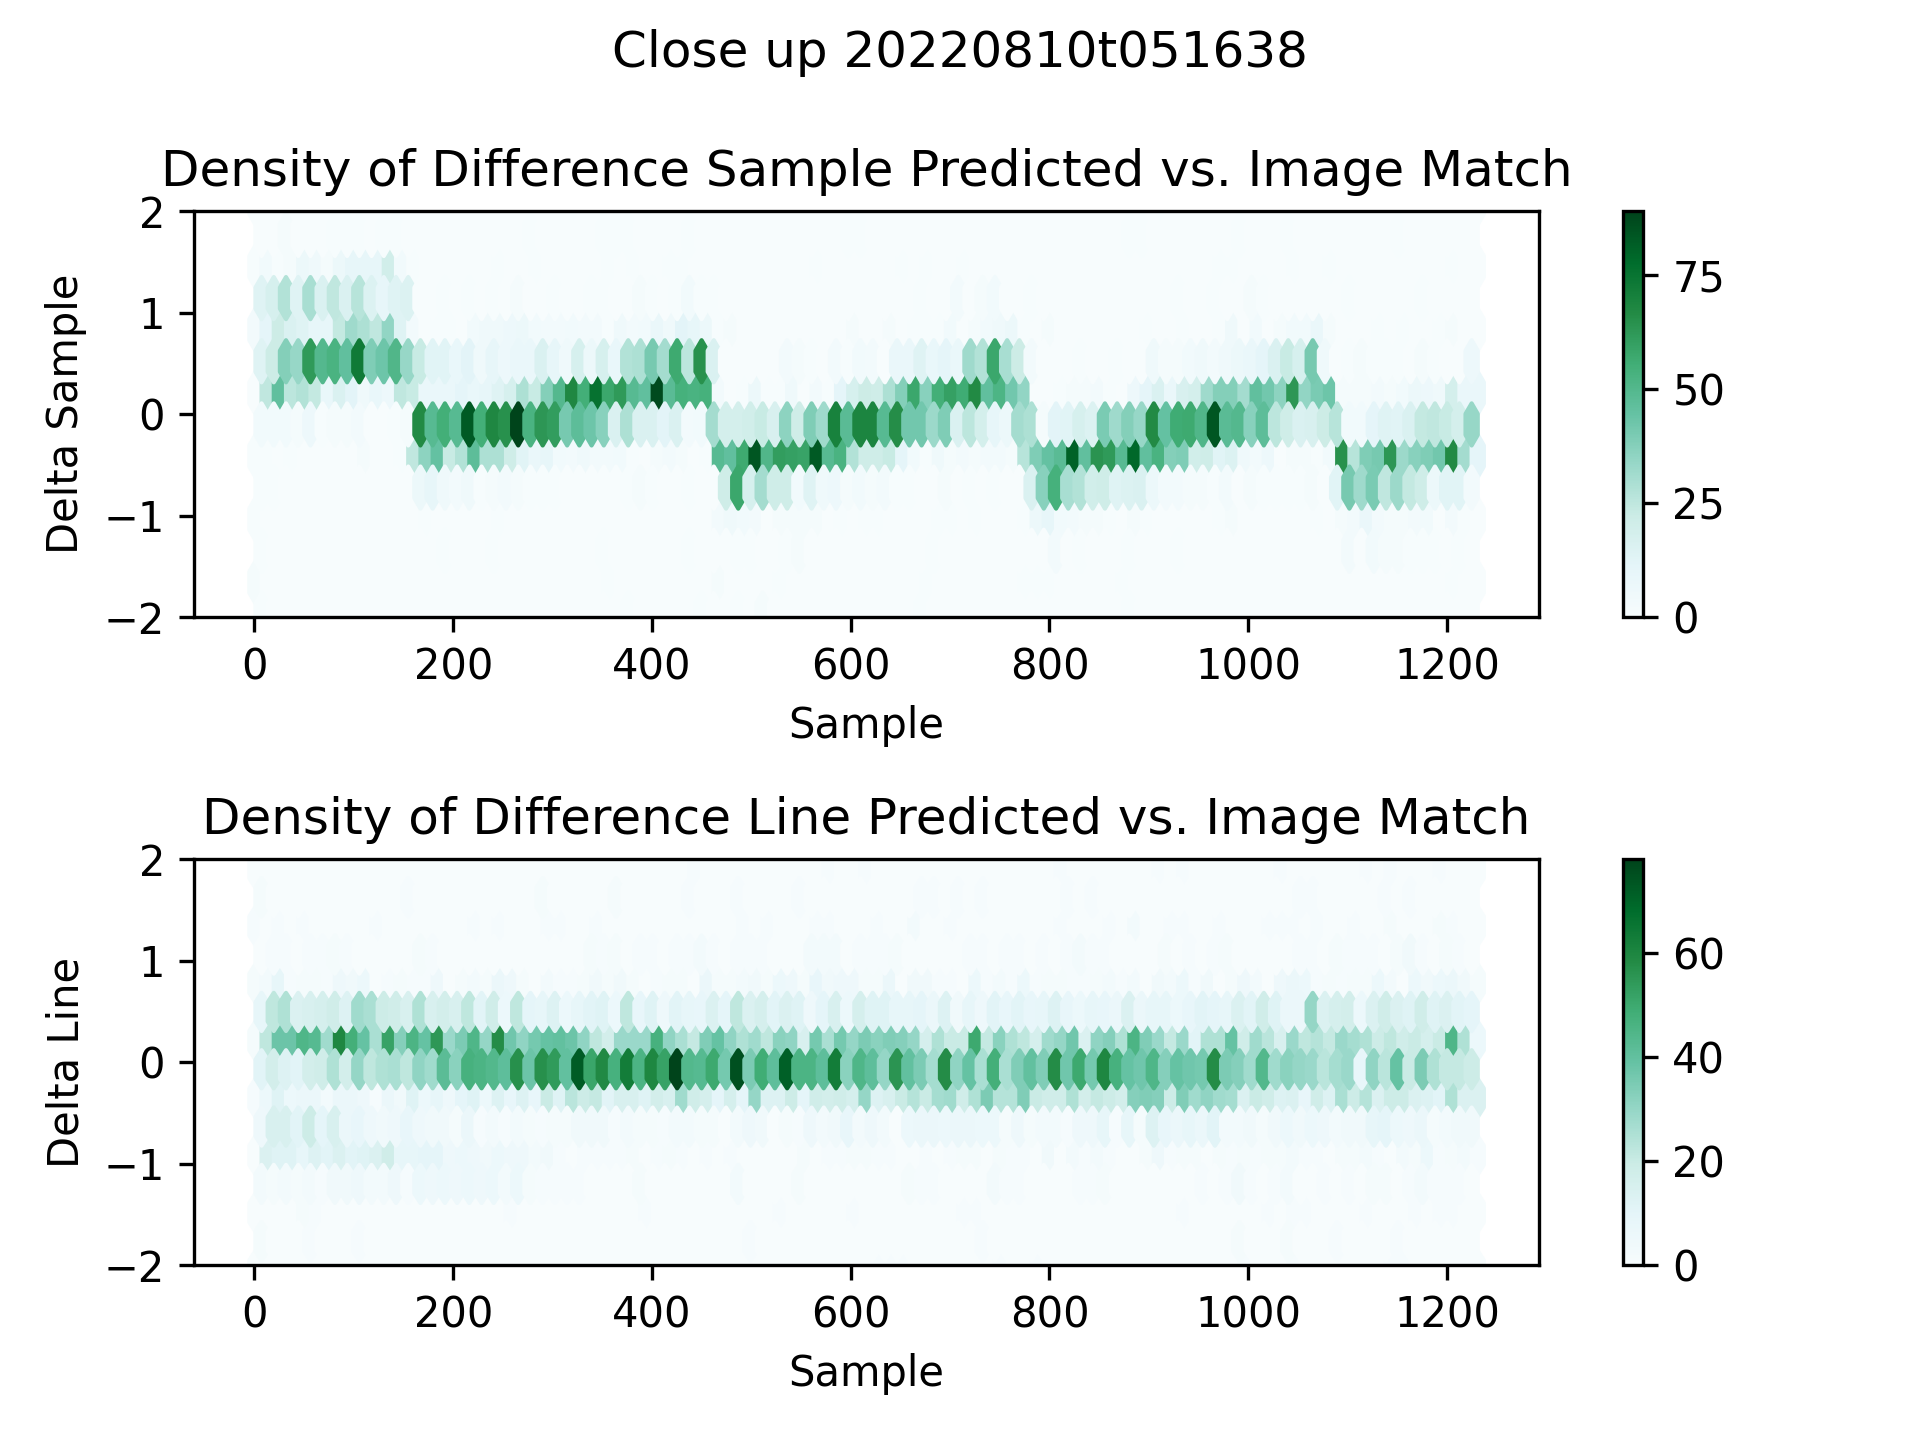 Close up 20220810t051638
Density of Difference Sample Predicted vs. Image Match
Delta Sample
2
1
0
−1
−2
0 200 400 600 800 1000 1200
Sample
75
50
25
0
Density of Difference Line Predicted vs. Image Match
Delta Line
2
1
0
−1
−2
0 200 400 600 800 1000 1200
Sample
60
40
20
0